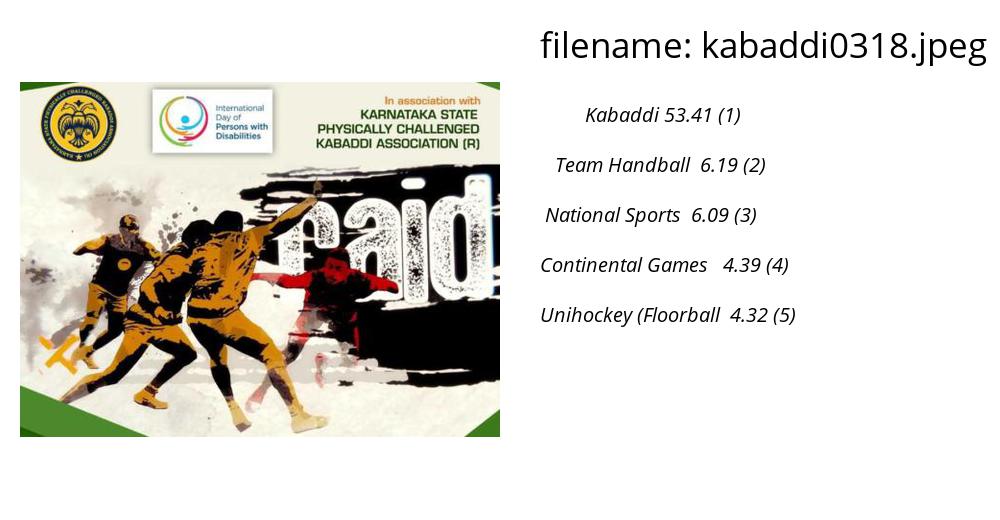 filename: kabaddi0318.jpeg
International
Day of
Persons with
Disabilities
In association with
KARNATAKA STATE
PHYSICALLY CHALLENGED
KABADDI ASSOCIATION (R)
raid
Kabaddi 53.41 (1)
Team Handball 6.19 (2)
National Sports 6.09 (3)
Continental Games 4.39 (4)
Unihockey (Floorball 4.32 (5)